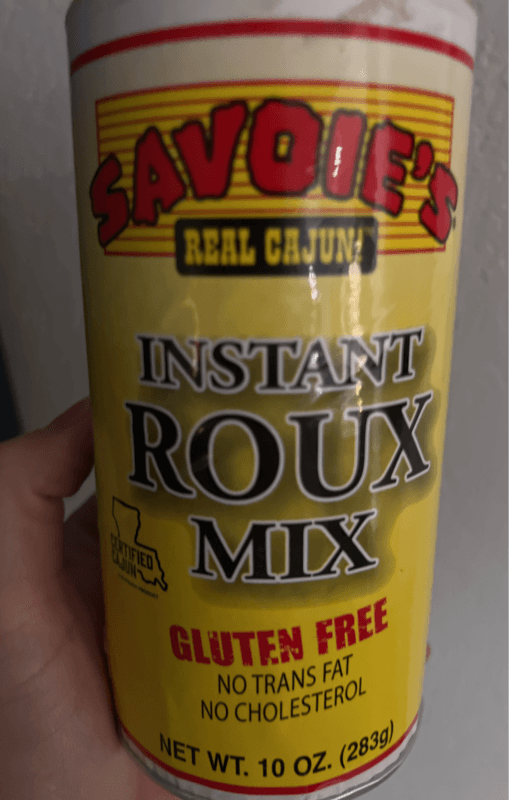 SAVOIE'S
REAL CAJUN!
INSTANT
ROUX
MIX
CERTIFIED
CAJUN
GLUTEN FREE
NO TRANS FAT
NO CHOLESTEROL
NET WT. 10 OZ. (283g)